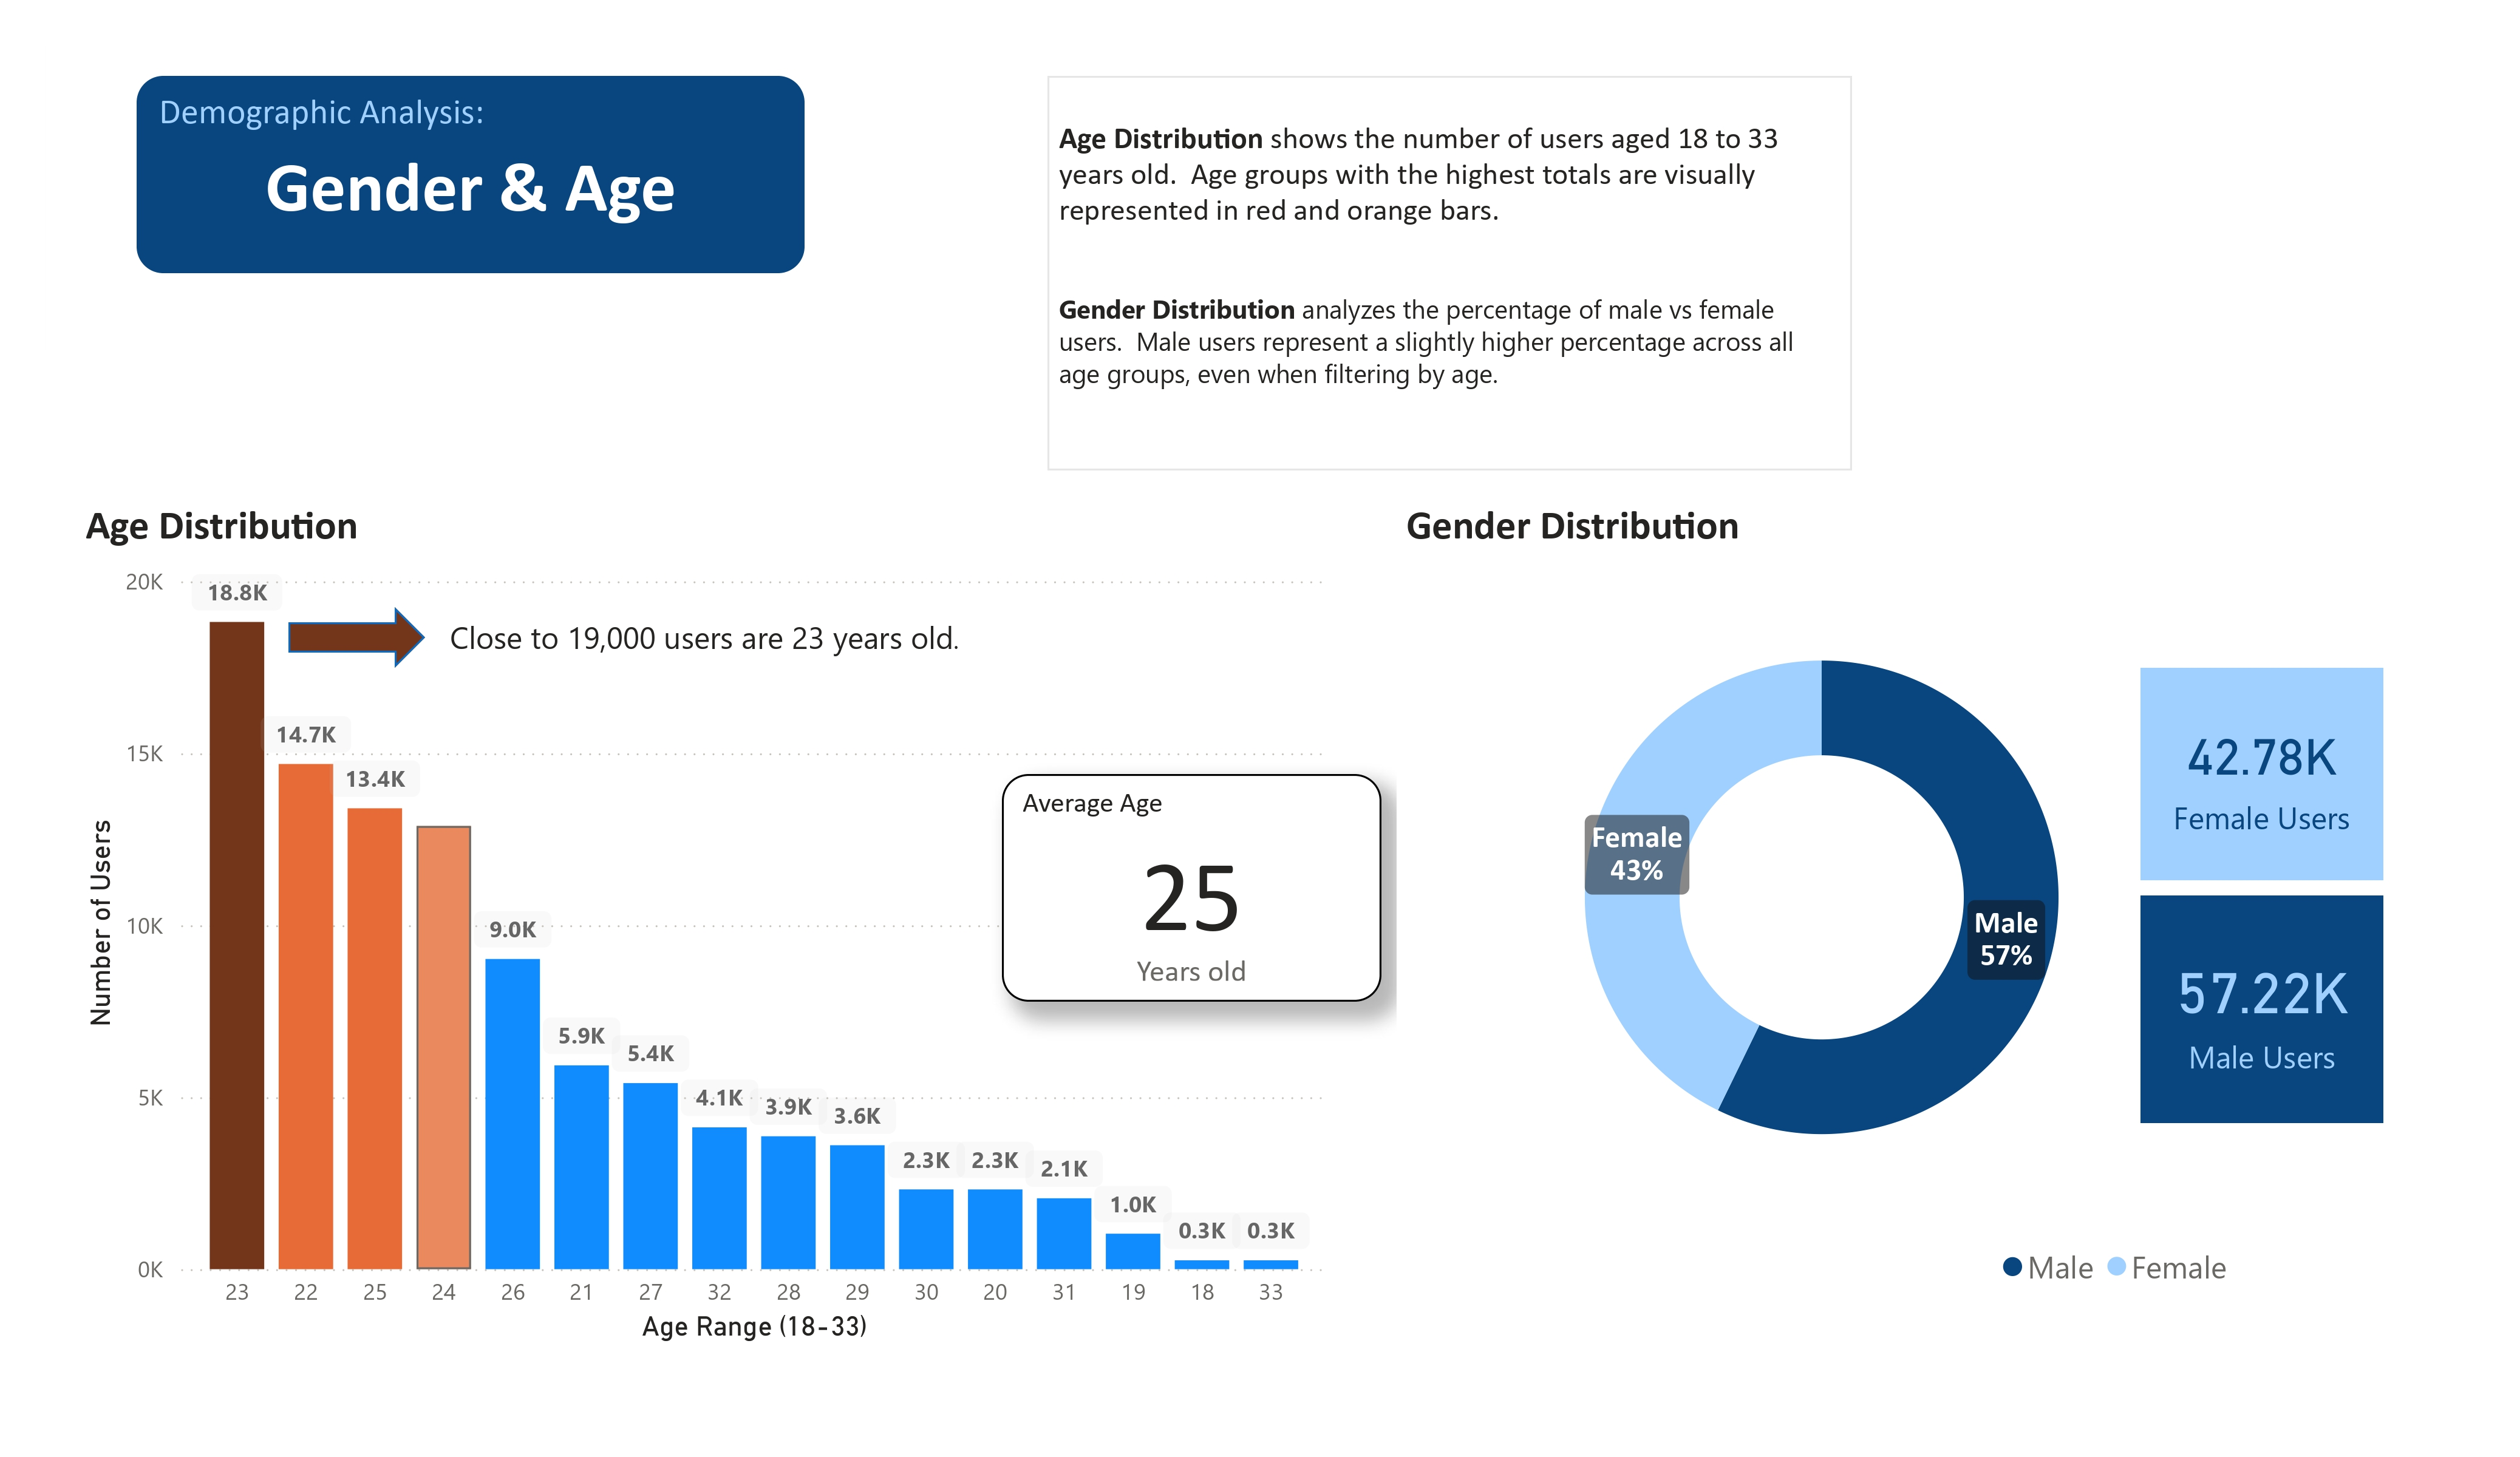 Demographic Analysis:
Gender & Age
Age Distribution shows the number of users aged 18 to 33
years old.  Age groups with the highest totals are visually
represented in red and orange bars.
Gender Distribution analyzes the percentage of male vs female
users.  Male users represent a slightly higher percentage across all
age groups, even when filtering by age.
Age Distribution
20K
15K
10K
5K
0K
Number of Users
18.8K
14.7K
13.4K
9.0K
5.9K
5.4K
4.1K
3.9K
3.6K
2.3K
2.3K
2.1K
1.0K
0.3K
0.3K
Close to 19,000 users are 23 years old.
23 22 25 24 26 21 27 32 28 29 30 20 31 19 18 33
Age Range (18-33)
Average Age
25
Years old
Gender Distribution
Female
43%
Male
57%
42.78K
Female Users
57.22K
Male Users
Male Female